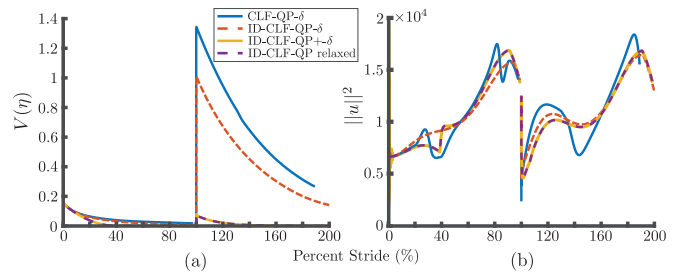 1.4
1.2
1
0.8
0.6
0.4
0.2
0
V(η)
0 40 80 120 160 200
(a)
CLF-QP-δ
ID-CLF-QP-δ
ID-CLF-QP+-δ
ID-CLF-QP relaxed
Percent Stride (%)
2 ×10⁴
1.5
1
0.5
0
||u||²
0 40 80 120 160 200
(b)